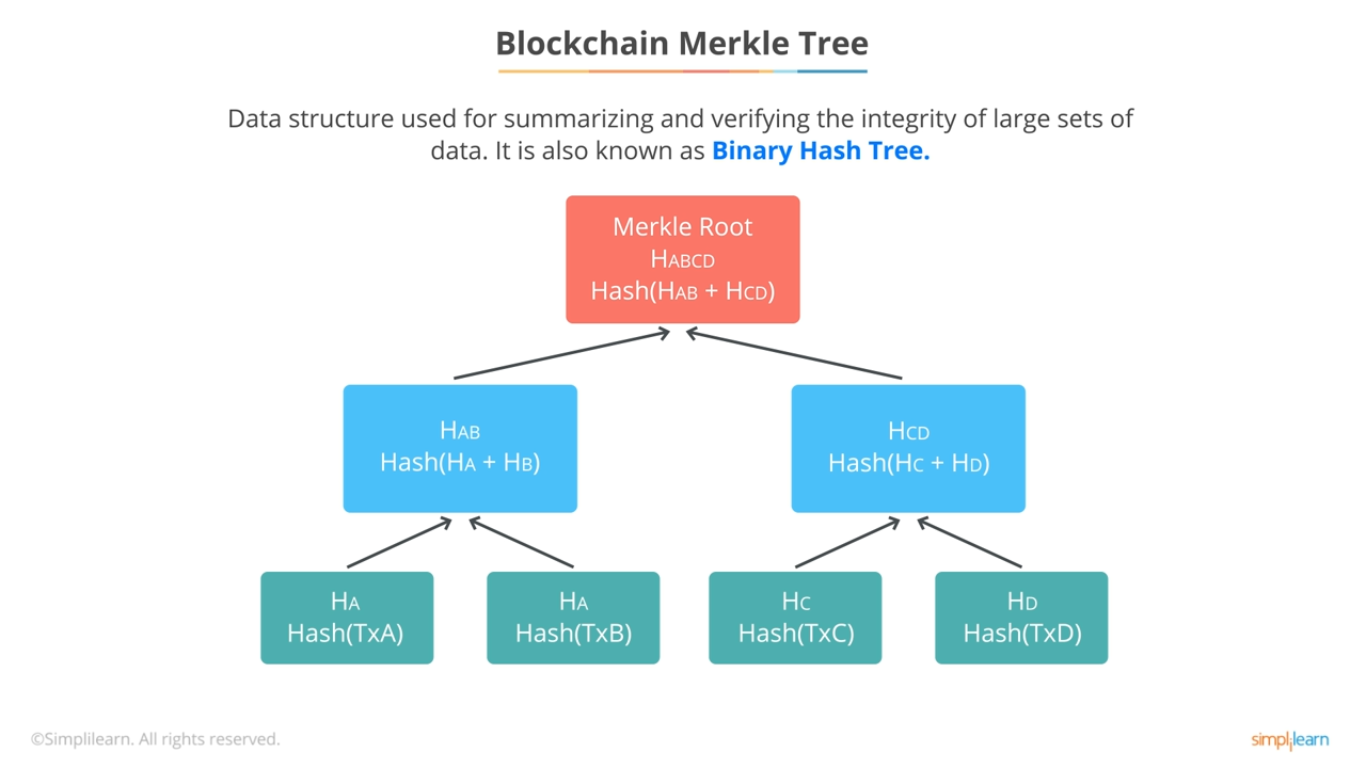 Blockchain Merkle Tree
Data structure used for summarizing and verifying the integrity of large sets of
data. It is also known as Binary Hash Tree.
Merkle Root
HABCD
Hash(HAB + HCD)
HAB
Hash(HA + HB)
HCD
Hash(HC + HD)
HA
Hash(TxA)
HA
Hash(TxB)
HC
Hash(TxC)
HD
Hash(TxD)
©Simplilearn. All rights reserved.
simplilearn